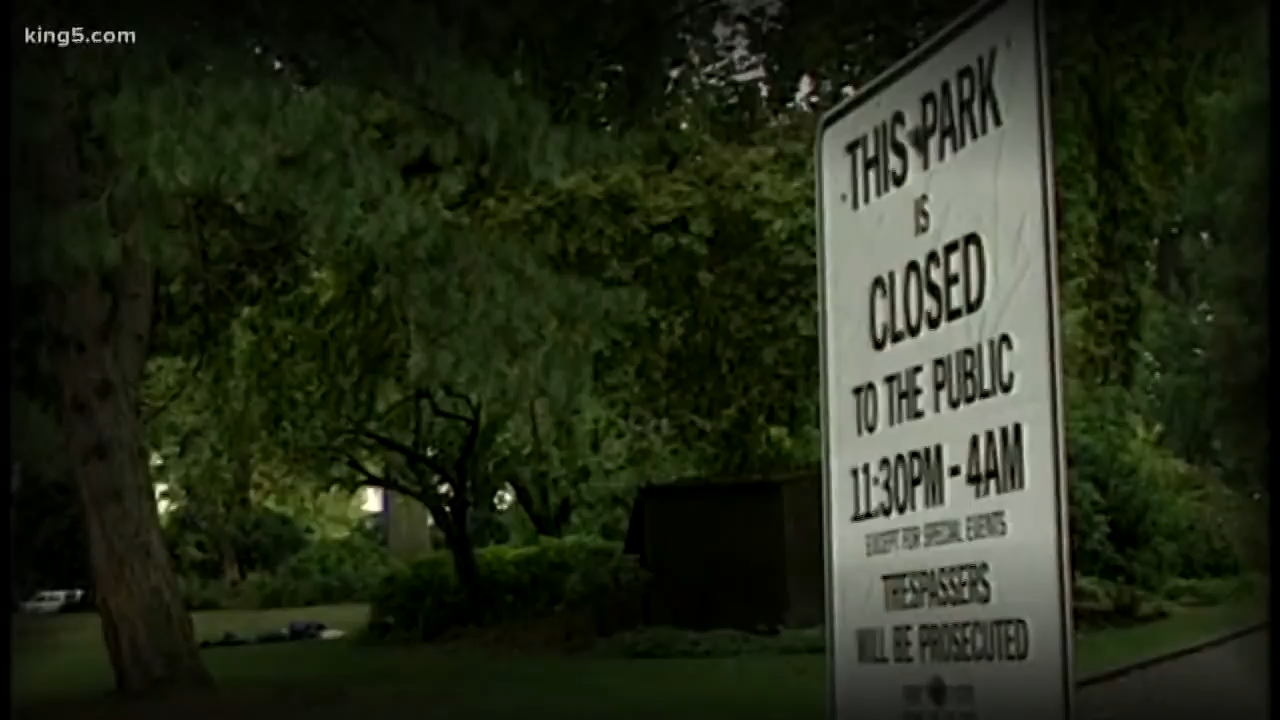 king5.com
THIS PARK
IS
CLOSED
TO THE PUBLIC
11:30PM - 4AM
EXCEPT FOR SPECIAL EVENTS
TRESPASSERS
WILL BE PROSECUTED